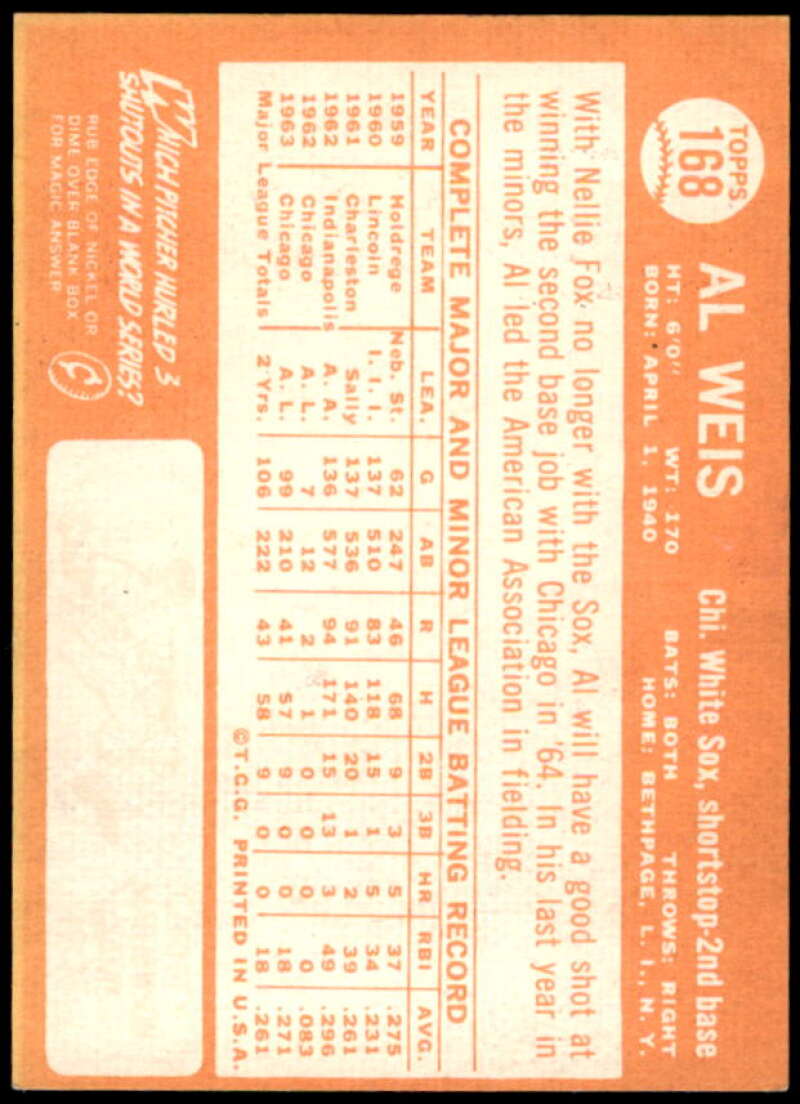 TOPPS
168
AL WEIS
Chi. White Sox, shortstop-2nd base
HT: 6'0" WT: 170 BATS: BOTH THROWS: RIGHT
BORN: APRIL 1, 1940 HOME: BETHPAGE, L. I., N. Y.
With Nellie Fox no longer with the Sox, Al will have a good shot at
winning the second base job with Chicago in '64. In his last year in
the minors, Al led the American Association in fielding.
COMPLETE MAJOR AND MINOR LEAGUE BATTING RECORD
YEAR TEAM LEA. G AB R H 2B 3B HR RBI AVG.
1959 Holdrege Neb. St. 62 247 46 68 9 3 5 37 .275
1960 Lincoln I. I. I. 137 510 83 118 15 1 5 34 .231
1961 Charleston Sally 137 536 91 140 20 1 2 39 .261
1962 Indianapolis A. A. 136 577 94 171 15 13 3 49 .296
1962 Chicago A. L. 7 12 2 1 0 0 0 0 .083
1963 Chicago A. L. 99 210 41 57 9 0 0 18 .271
Major League Totals 2 Yrs. 106 222 43 58 9 0 0 18 .261
©T.C.G. PRINTED IN U.S.A.
WHICH PITCHER HURLED 3
SHUTOUTS IN A WORLD SERIES?
RUB EDGE OF NICKEL OR
DIME OVER BLANK BOX
FOR MAGIC ANSWER